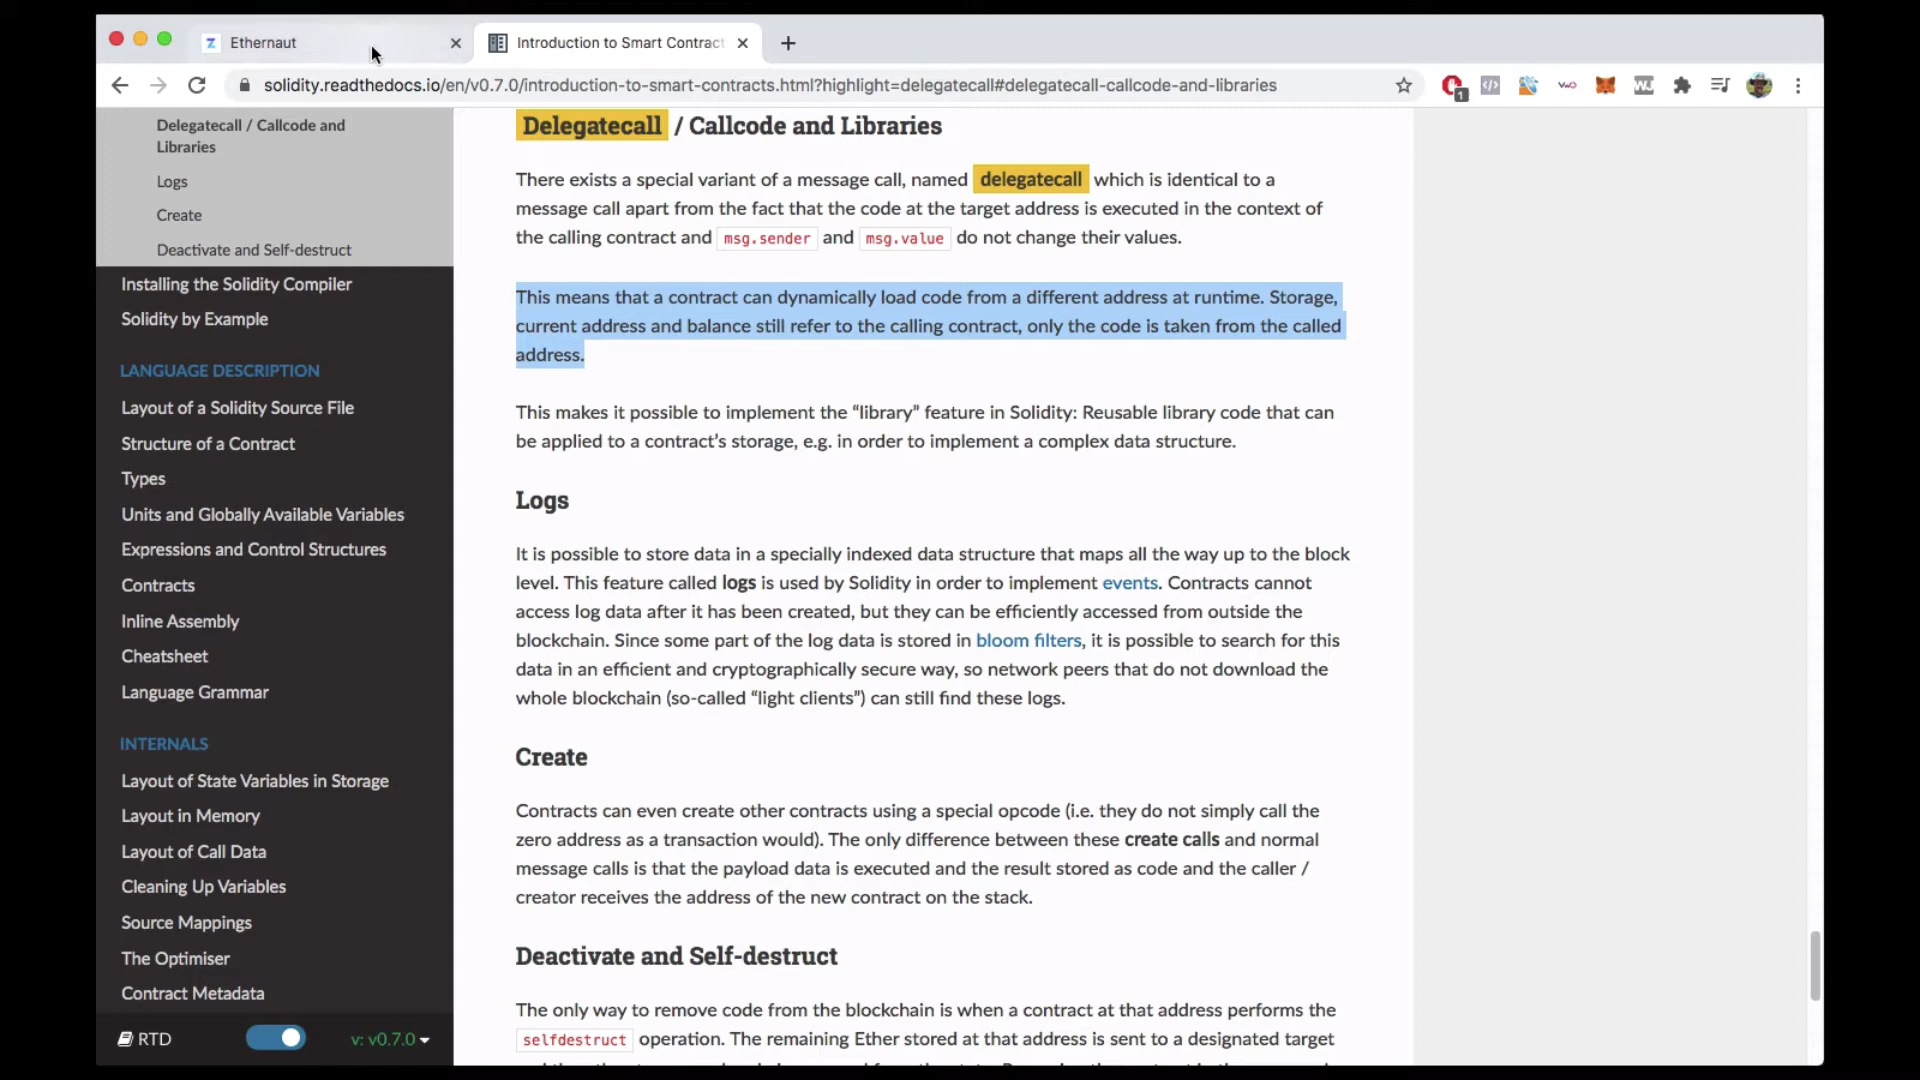 Ethernaut
Introduction to Smart Contract
solidity.readthedocs.io/en/v0.7.0/introduction-to-smart-contracts.html?highlight=delegatecall#delegatecall-callcode-and-libraries
1
Delegatecall / Callcode and
Libraries
Logs
Create
Deactivate and Self-destruct
Installing the Solidity Compiler
Solidity by Example
LANGUAGE DESCRIPTION
Layout of a Solidity Source File
Structure of a Contract
Types
Units and Globally Available Variables
Expressions and Control Structures
Contracts
Inline Assembly
Cheatsheet
Language Grammar
INTERNALS
Layout of State Variables in Storage
Layout in Memory
Layout of Call Data
Cleaning Up Variables
Source Mappings
The Optimiser
Contract Metadata
RTD
v: v0.7.0
Delegatecall / Callcode and Libraries
There exists a special variant of a message call, named delegatecall which is identical to a
message call apart from the fact that the code at the target address is executed in the context of
the calling contract and msg.sender and msg.value do not change their values.
This means that a contract can dynamically load code from a different address at runtime. Storage,
current address and balance still refer to the calling contract, only the code is taken from the called
address.
This makes it possible to implement the “library” feature in Solidity: Reusable library code that can
be applied to a contract’s storage, e.g. in order to implement a complex data structure.
Logs
It is possible to store data in a specially indexed data structure that maps all the way up to the block
level. This feature called logs is used by Solidity in order to implement events. Contracts cannot
access log data after it has been created, but they can be efficiently accessed from outside the
blockchain. Since some part of the log data is stored in bloom filters, it is possible to search for this
data in an efficient and cryptographically secure way, so network peers that do not download the
whole blockchain (so-called “light clients”) can still find these logs.
Create
Contracts can even create other contracts using a special opcode (i.e. they do not simply call the
zero address as a transaction would). The only difference between these create calls and normal
message calls is that the payload data is executed and the result stored as code and the caller /
creator receives the address of the new contract on the stack.
Deactivate and Self-destruct
The only way to remove code from the blockchain is when a contract at that address performs the
selfdestruct operation. The remaining Ether stored at that address is sent to a designated target